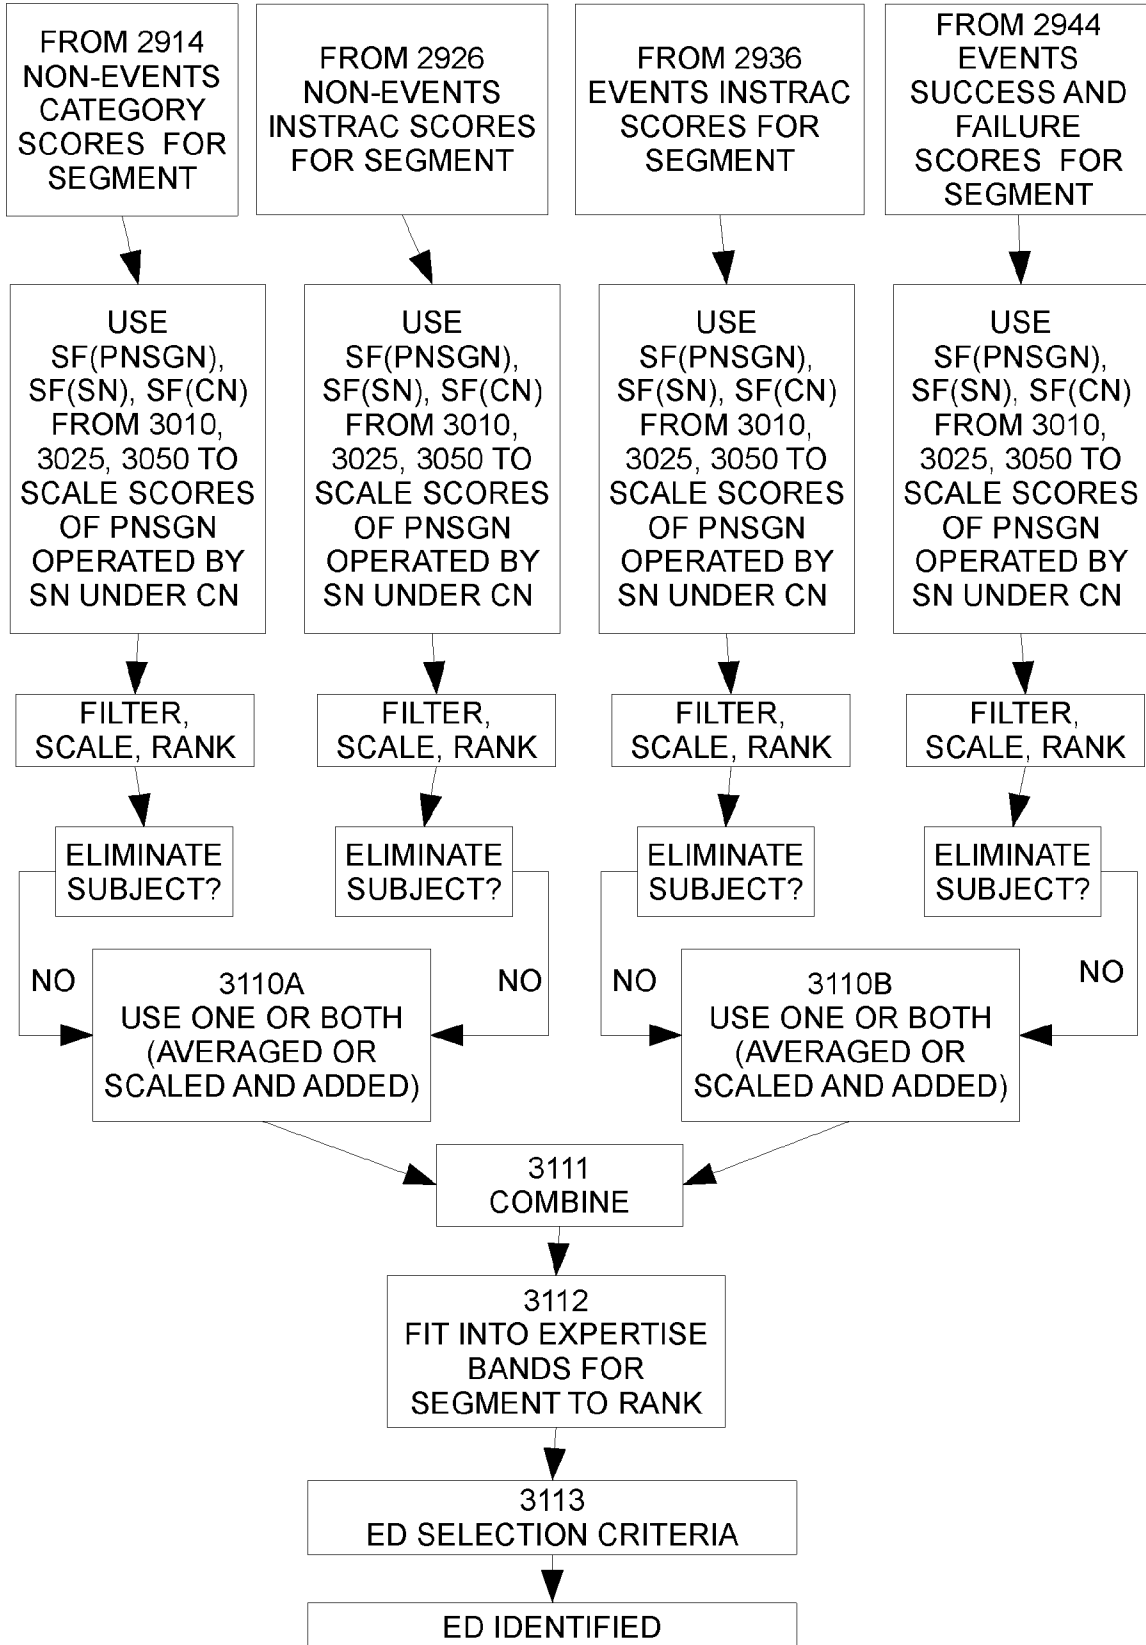 FROM 2914
NON-EVENTS
CATEGORY
SCORES FOR
SEGMENT
FROM 2926
NON-EVENTS
INSTRAC SCORES
FOR SEGMENT
FROM 2936
EVENTS INSTRAC
SCORES FOR
SEGMENT
FROM 2944
EVENTS
SUCCESS AND
FAILURE
SCORES FOR
SEGMENT
USE
SF(PNSGN),
SF(SN), SF(CN)
FROM 3010,
3025, 3050 TO
SCALE SCORES
OF PNSGN
OPERATED BY
SN UNDER CN
USE
SF(PNSGN),
SF(SN), SF(CN)
FROM 3010,
3025, 3050 TO
SCALE SCORES
OF PNSGN
OPERATED BY
SN UNDER CN
USE
SF(PNSGN),
SF(SN), SF(CN)
FROM 3010,
3025, 3050 TO
SCALE SCORES
OF PNSGN
OPERATED BY
SN UNDER CN
USE
SF(PNSGN),
SF(SN), SF(CN)
FROM 3010,
3025, 3050 TO
SCALE SCORES
OF PNSGN
OPERATED BY
SN UNDER CN
FILTER,
SCALE, RANK
FILTER,
SCALE, RANK
FILTER,
SCALE, RANK
FILTER,
SCALE, RANK
ELIMINATE
SUBJECT?
ELIMINATE
SUBJECT?
ELIMINATE
SUBJECT?
ELIMINATE
SUBJECT?
NO
3110A
USE ONE OR BOTH
(AVERAGED OR
SCALED AND ADDED)
NO
NO
3110B
USE ONE OR BOTH
(AVERAGED OR
SCALED AND ADDED)
NO
3111
COMBINE
3112
FIT INTO EXPERTISE
BANDS FOR
SEGMENT TO RANK
3113
ED SELECTION CRITERIA
ED IDENTIFIED